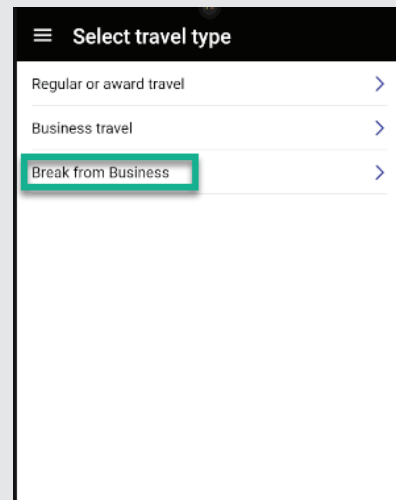 Select travel type
Regular or award travel
Business travel
Break from Business